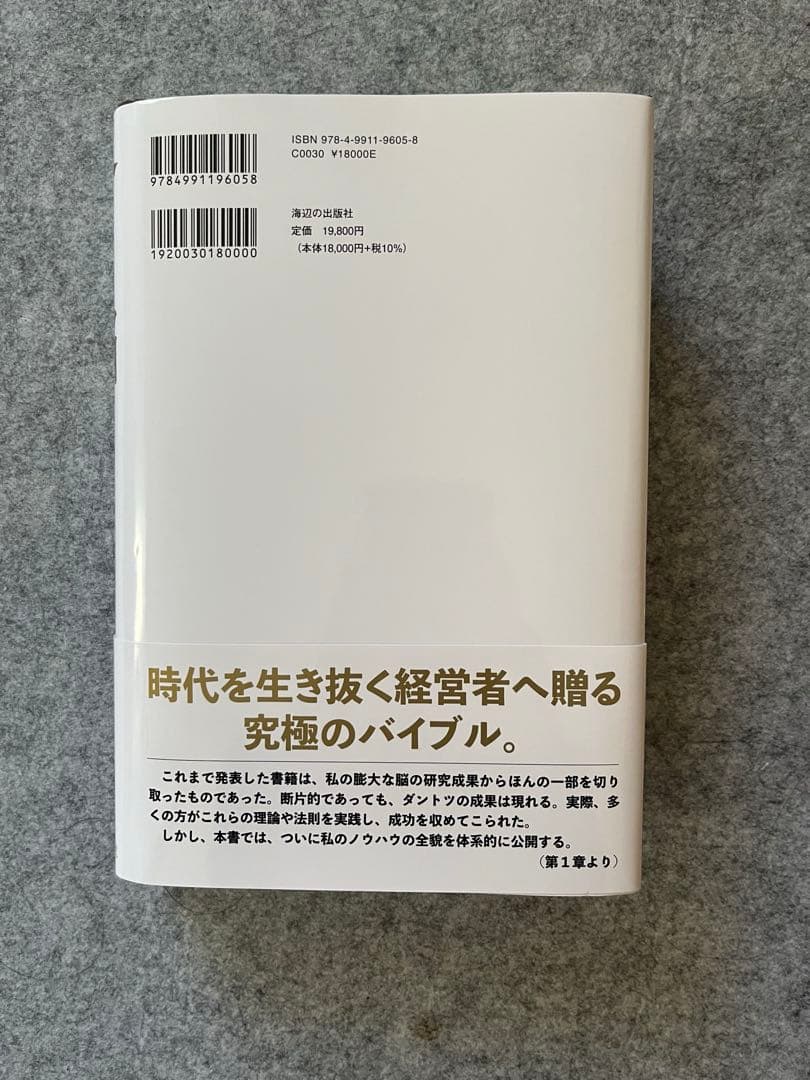 ISBN 978-4-9911-9605-8
C0030 ¥18000E
9784991196058
海辺の出版社
定価 19,800円
（本体18,000円+税10%）
1920030180000
時代を生き抜く経営者へ贈る
究極のバイブル。
これまで発表した書籍は、私の膨大な脳の研究成果からほんの一部を切り
取ったものであった。断片的であっても、ダントツの成果は現れる。実際、多
くの方がこれらの理論や法則を実践し、成功を収めてこられた。
しかし、本書では、ついに私のノウハウの全貌を体系的に公開する。
（第１章より）